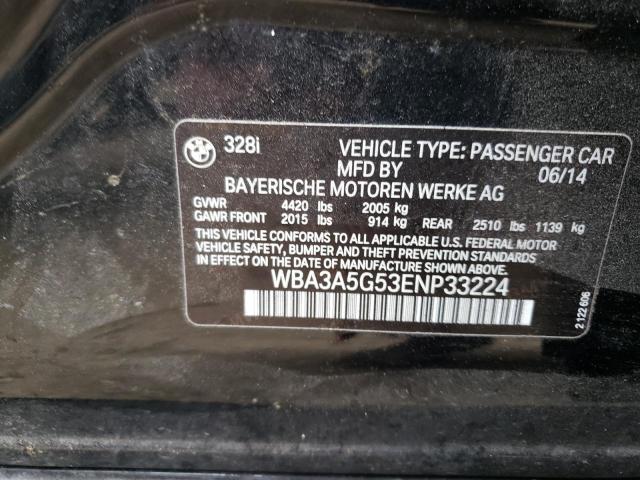 328i VEHICLE TYPE: PASSENGER CAR
MFD BY 06/14
BAYERISCHE MOTOREN WERKE AG
GVWR 4420 lbs 2005 kg
GAWR FRONT 2015 lbs 914 kg REAR 2510 lbs 1139 kg
THIS VEHICLE CONFORMS TO ALL APPLICABLE U.S. FEDERAL MOTOR
VEHICLE SAFETY, BUMPER AND THEFT PREVENTION STANDARDS
IN EFFECT ON THE DATE OF MANUFACTURE SHOWN ABOVE
WBA3A5G53ENP33224
2 122 606